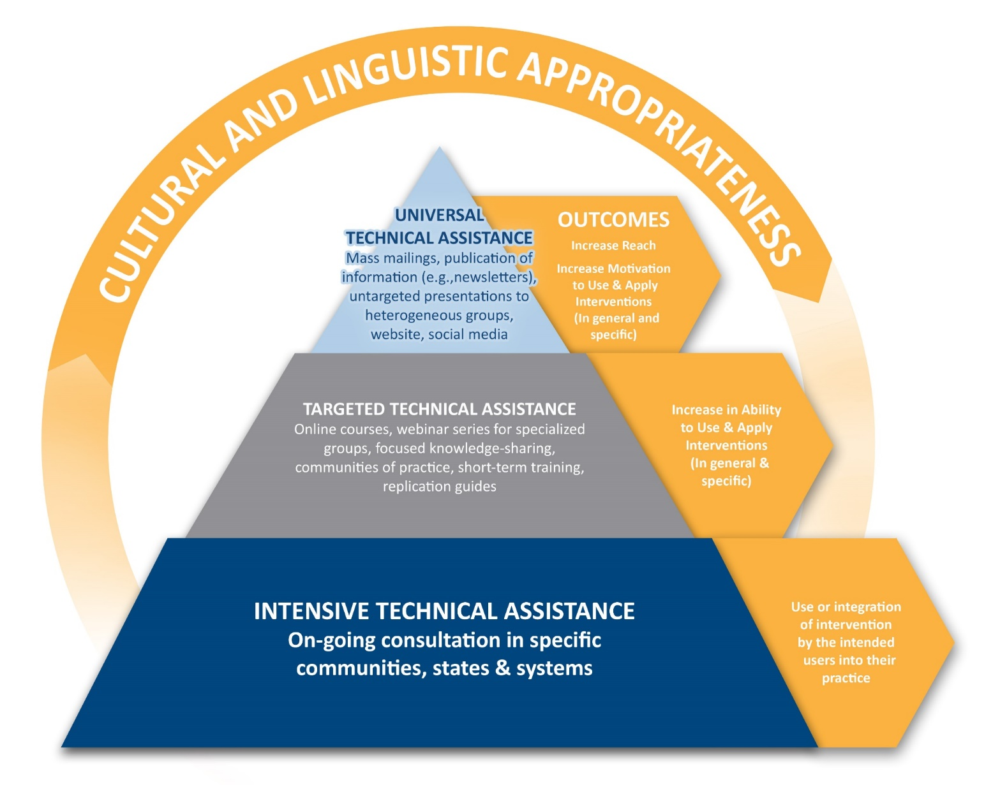 CULTURAL AND LINGUISTIC APPROPRIATENESS
UNIVERSAL
TECHNICAL ASSISTANCE
Mass mailings, publication of
information (e.g.,newsletters),
untargeted presentations to
heterogeneous groups,
website, social media
OUTCOMES
Increase Reach
Increase Motivation
to Use & Apply
Interventions
(In general and
specific)
TARGETED TECHNICAL ASSISTANCE
Online courses, webinar series for specialized
groups, focused knowledge-sharing,
communities of practice, short-term training,
replication guides
Increase in Ability
to Use & Apply
Interventions
(In general &
specific)
INTENSIVE TECHNICAL ASSISTANCE
On-going consultation in specific
communities, states & systems
Use or integration
of intervention
by the intended
users into their
practice